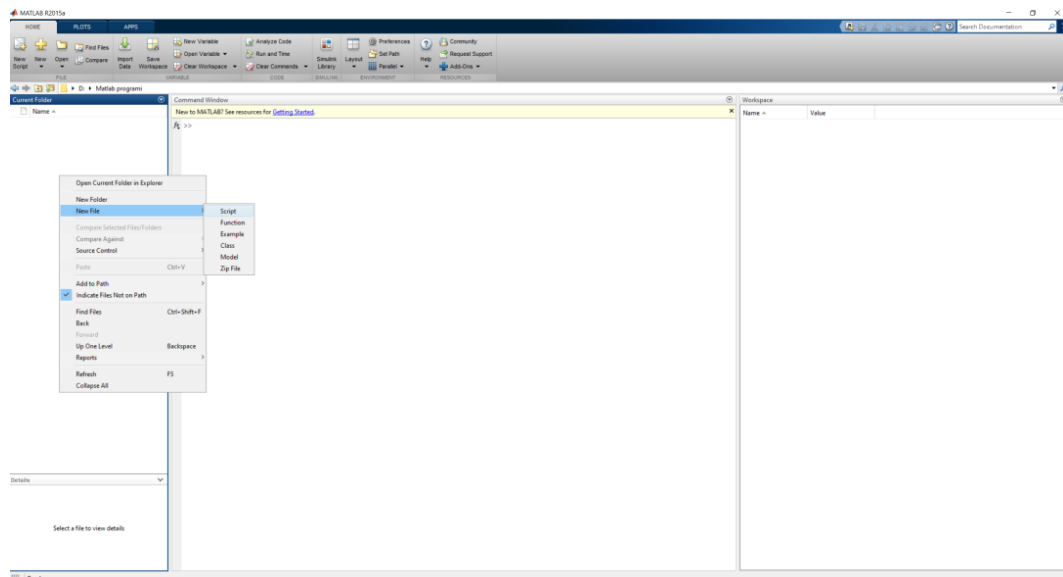 MATLAB R2015a
HOME PLOTS APPS
Search Documentation
New Script
New
Open
Find Files
Compare
Import Data
Save Workspace
New Variable
Open Variable
Clear Workspace
Analyze Code
Run and Time
Clear Commands
Simulink Library
Layout
Preferences
Set Path
Parallel
Help
Community
Request Support
Add-Ons
FILE VARIABLE CODE SIMULINK ENVIRONMENT RESOURCES
D: Matlab programi
Current Folder
Name
Command Window
New to MATLAB? See resources for Getting Started.
fx >>
Workspace
Name Value
Open Current Folder in Explorer
New Folder
New File
Compare Selected Files/Folders
Compare Against
Source Control
Paste Ctrl+V
Add to Path
Indicate Files Not on Path
Find Files Ctrl+Shift+F
Back
Forward
Up One Level Backspace
Reports
Refresh F5
Collapse All
Script
Function
Example
Class
Model
Zip File
Details
Select a file to view details